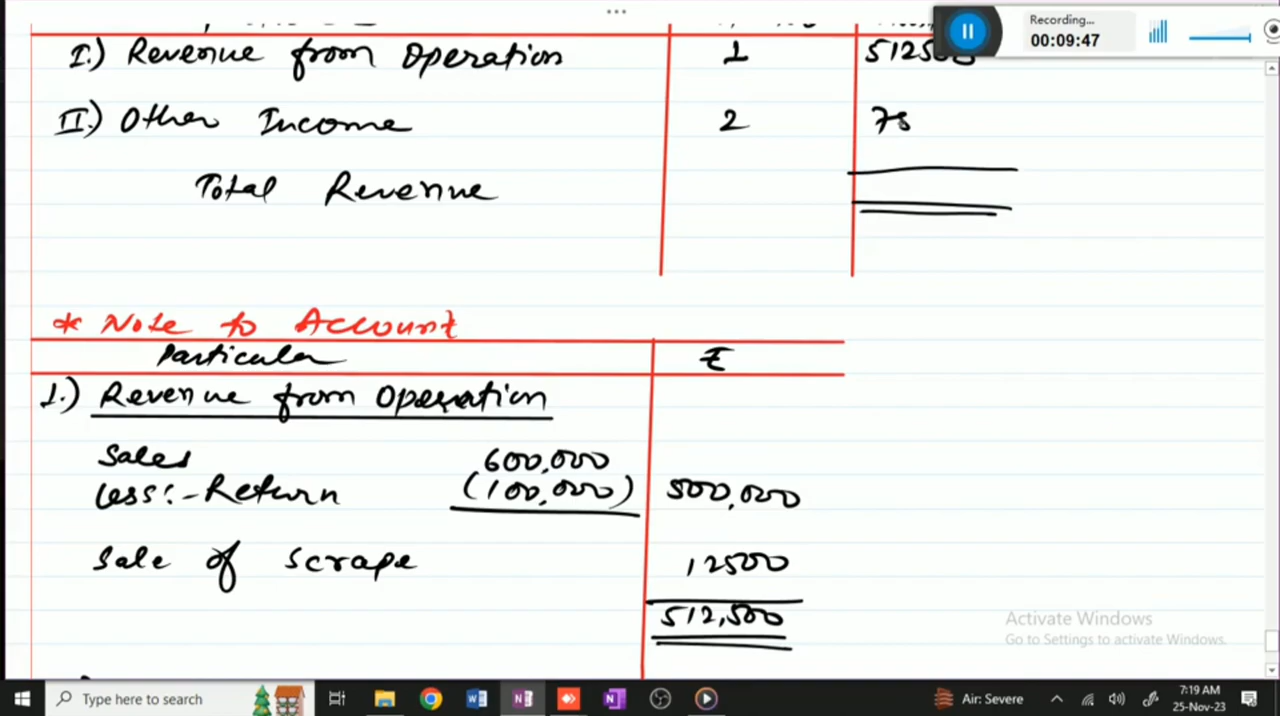 Recording...
00:09:47
I.) Revenue from Operation 1 512500
II.) Other Income 2 75
Total Revenue
* Note to Account
Particular ₹
1.) Revenue from Operation
Sales 600,000
Less:- Return (100,000) 500,000
Sale of Scrape 12500
512,500
Activate Windows
Go to Settings to activate Windows.
Type here to search
Air: Severe
7:19 AM
25-Nov-23